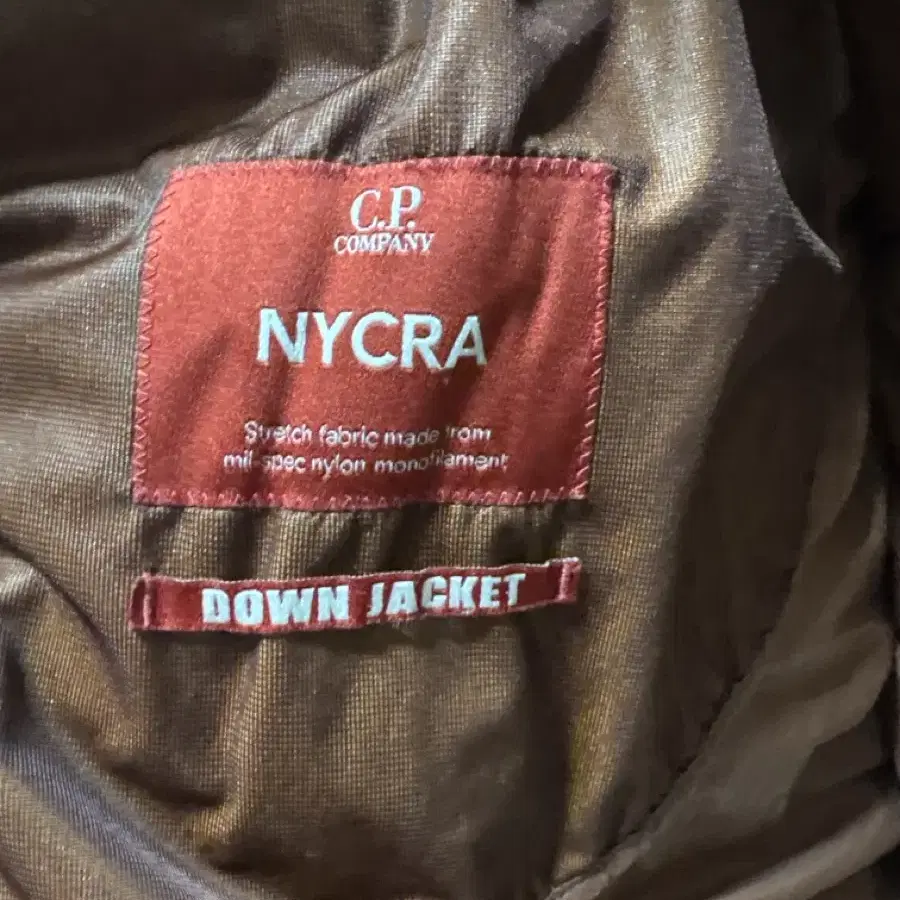 C.P.
COMPANY
NYCRA
Stretch fabric made from
mil-spec nylon monofilament
DOWN JACKET